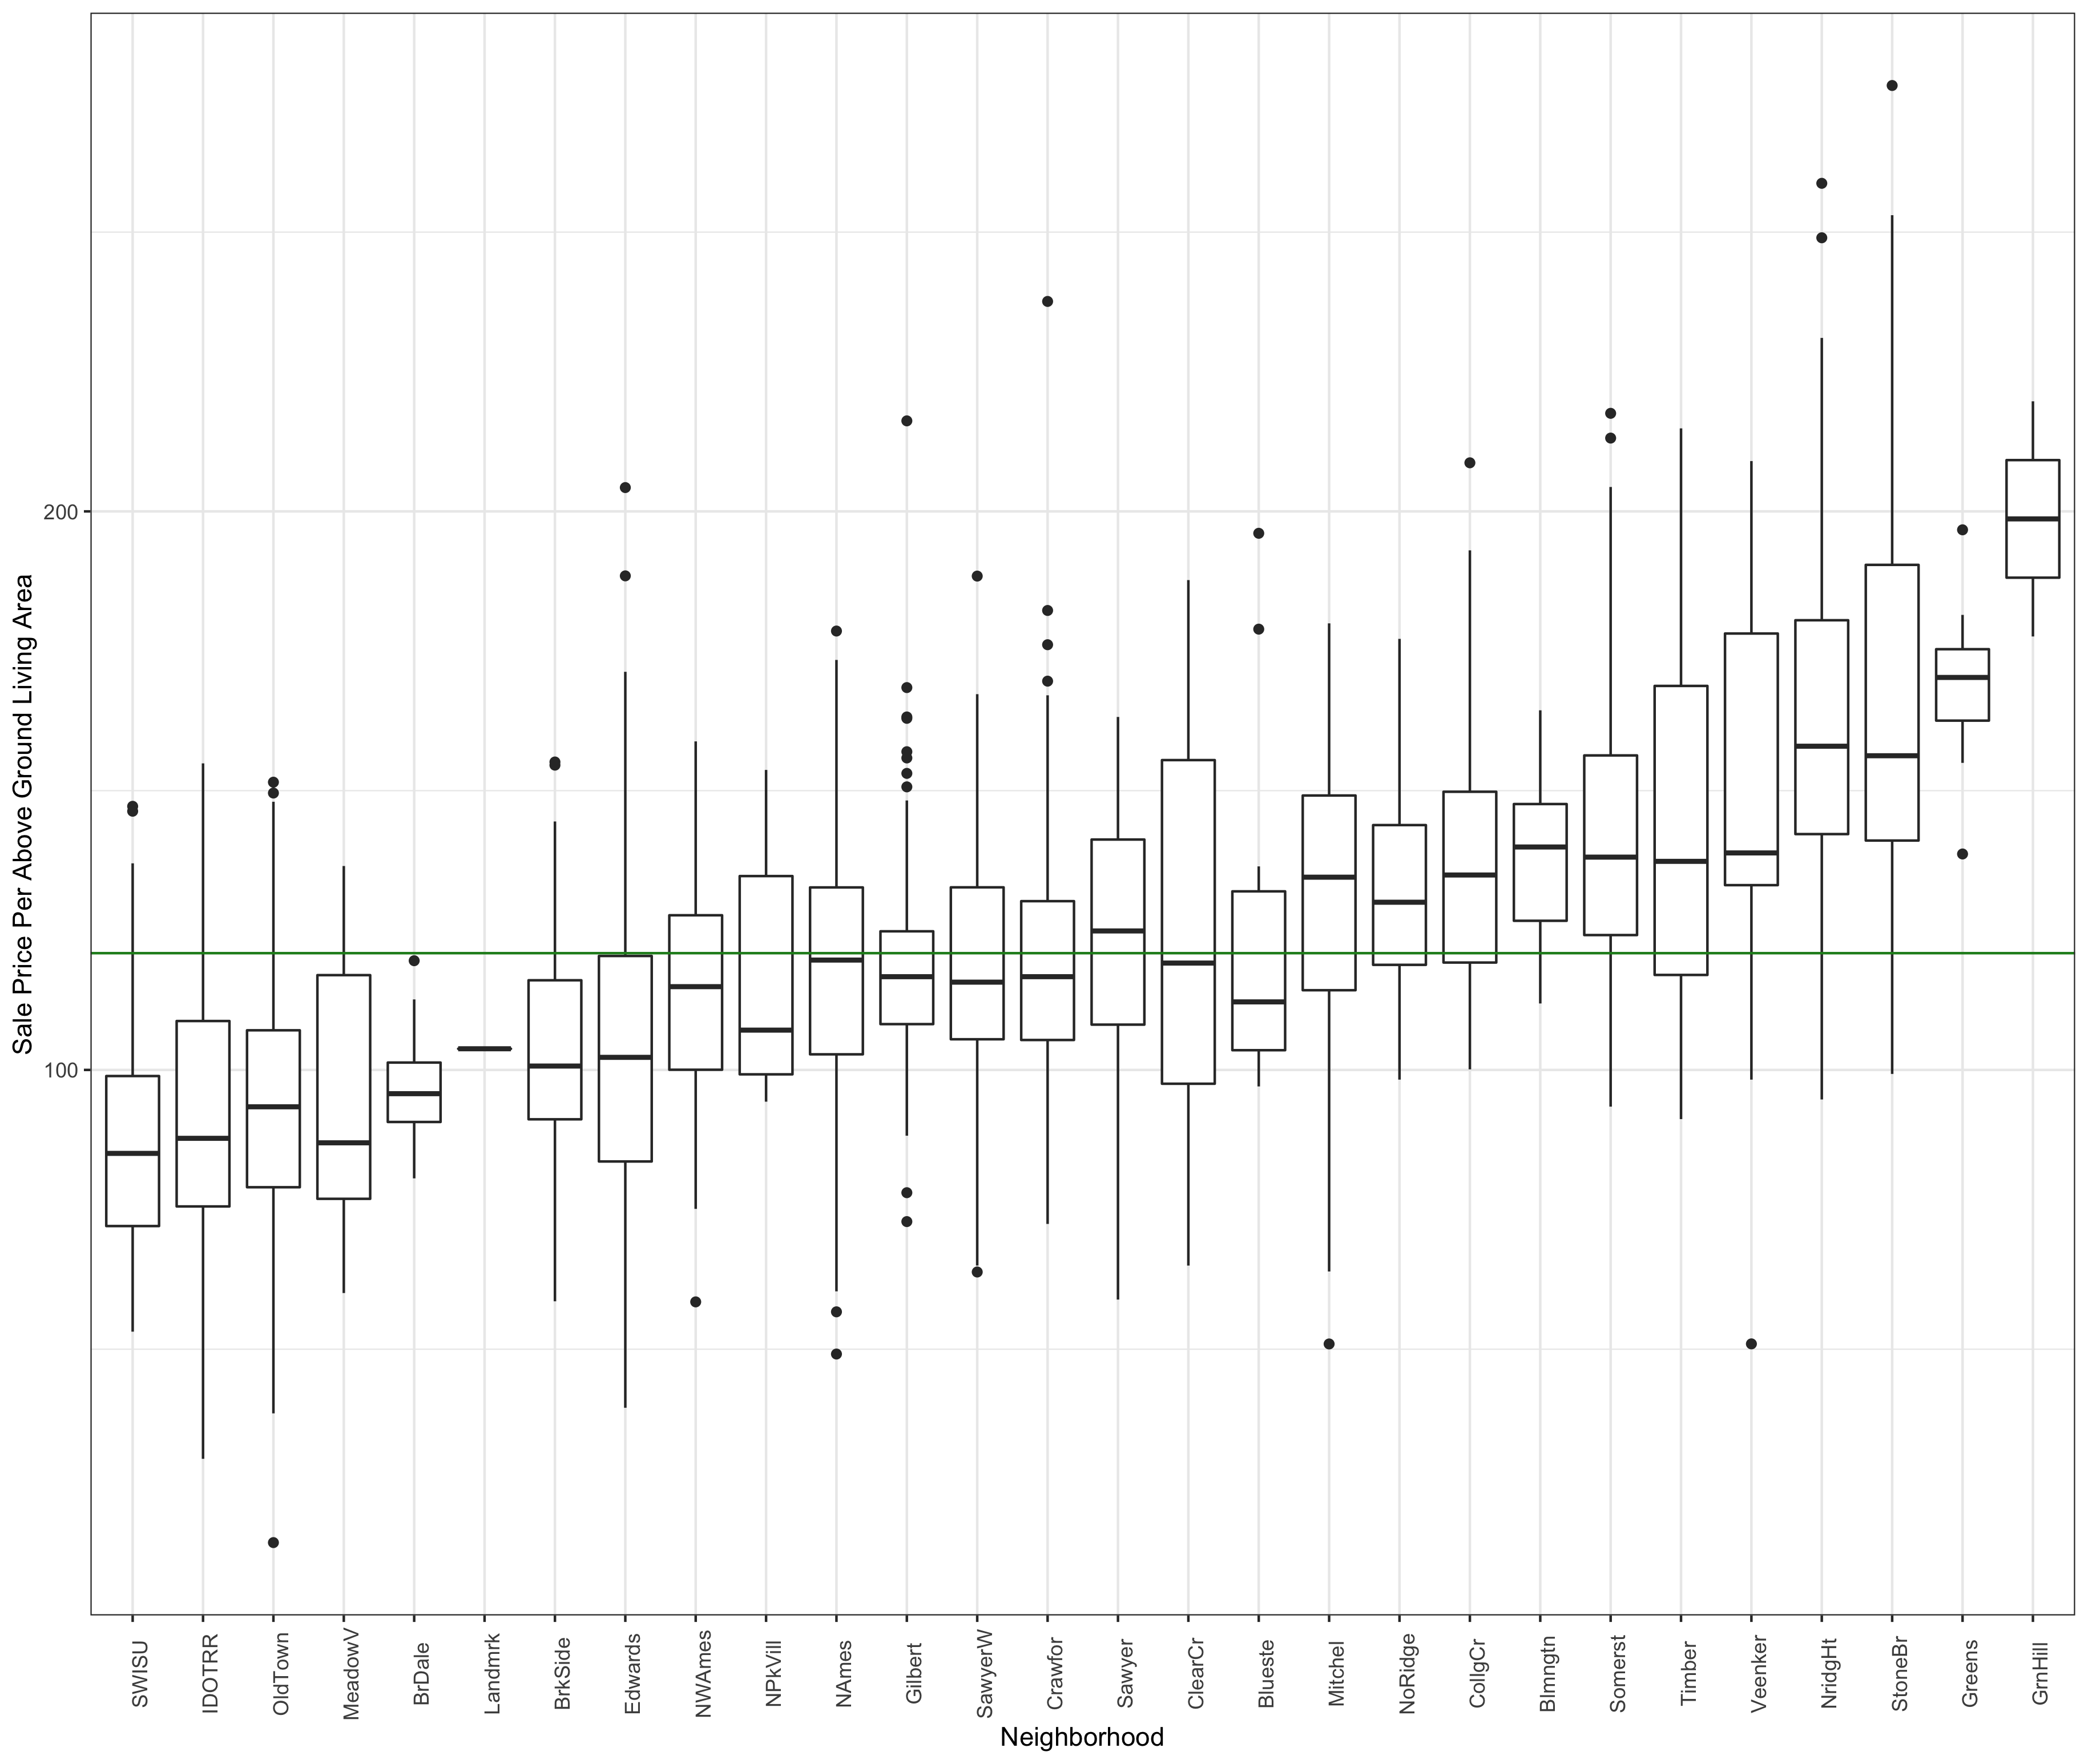 Sale Price Per Above Ground Living Area
200
100
SWISU
IDOTRR
OldTown
MeadowV
BrDale
Landmrk
BrkSide
Edwards
NWAmes
NPkVill
NAmes
Gilbert
SawyerW
Crawfor
Sawyer
ClearCr
Blueste
Mitchel
NoRidge
CollgCr
Blmngtn
Somerst
Timber
Veenker
NridgHt
StoneBr
Greens
GrnHill
Neighborhood